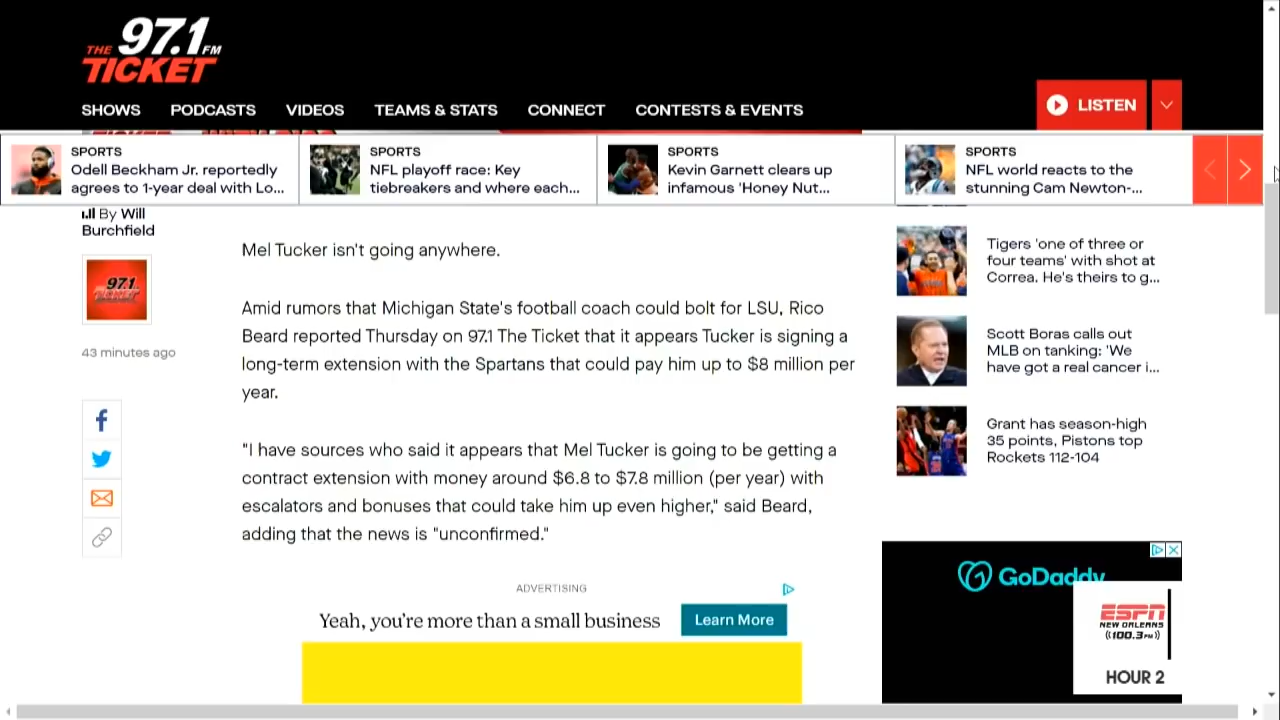 THE 97.1 FM
TICKET
SHOWS PODCASTS VIDEOS TEAMS & STATS CONNECT CONTESTS & EVENTS
LISTEN
SPORTS
Odell Beckham Jr. reportedly
agrees to 1-year deal with Lo...
SPORTS
NFL playoff race: Key
tiebreakers and where each...
SPORTS
Kevin Garnett clears up
infamous 'Honey Nut...
SPORTS
NFL world reacts to the
stunning Cam Newton-...
By Will
Burchfield
97.1
43 minutes ago
Mel Tucker isn't going anywhere.
Amid rumors that Michigan State's football coach could bolt for LSU, Rico
Beard reported Thursday on 97.1 The Ticket that it appears Tucker is signing a
long-term extension with the Spartans that could pay him up to $8 million per
year.
"I have sources who said it appears that Mel Tucker is going to be getting a
contract extension with money around $6.8 to $7.8 million (per year) with
escalators and bonuses that could take him up even higher," said Beard,
adding that the news is "unconfirmed."
ADVERTISING
Yeah, you're more than a small business
Learn More
Tigers 'one of three or
four teams' with shot at
Correa. He's theirs to g...
Scott Boras calls out
MLB on tanking: 'We
have got a real cancer i...
Grant has season-high
35 points, Pistons top
Rockets 112-104
GoDaddy
ESPN
NEW ORLEANS
((100.3FM))
HOUR 2